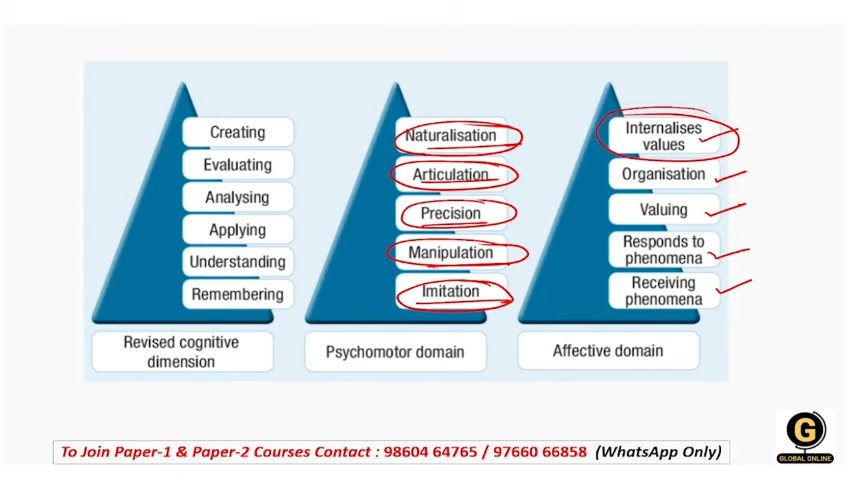 Creating
Evaluating
Analysing
Applying
Understanding
Remembering
Revised cognitive
dimension
Naturalisation
Articulation
Precision
Manipulation
Imitation
Psychomotor domain
Internalises
values
Organisation
Valuing
Responds to
phenomena
Receiving
phenomena
Affective domain
To Join Paper-1 & Paper-2 Courses Contact : 98604 64765 / 97660 66858 (WhatsApp Only)
G
GLOBAL ONLINE